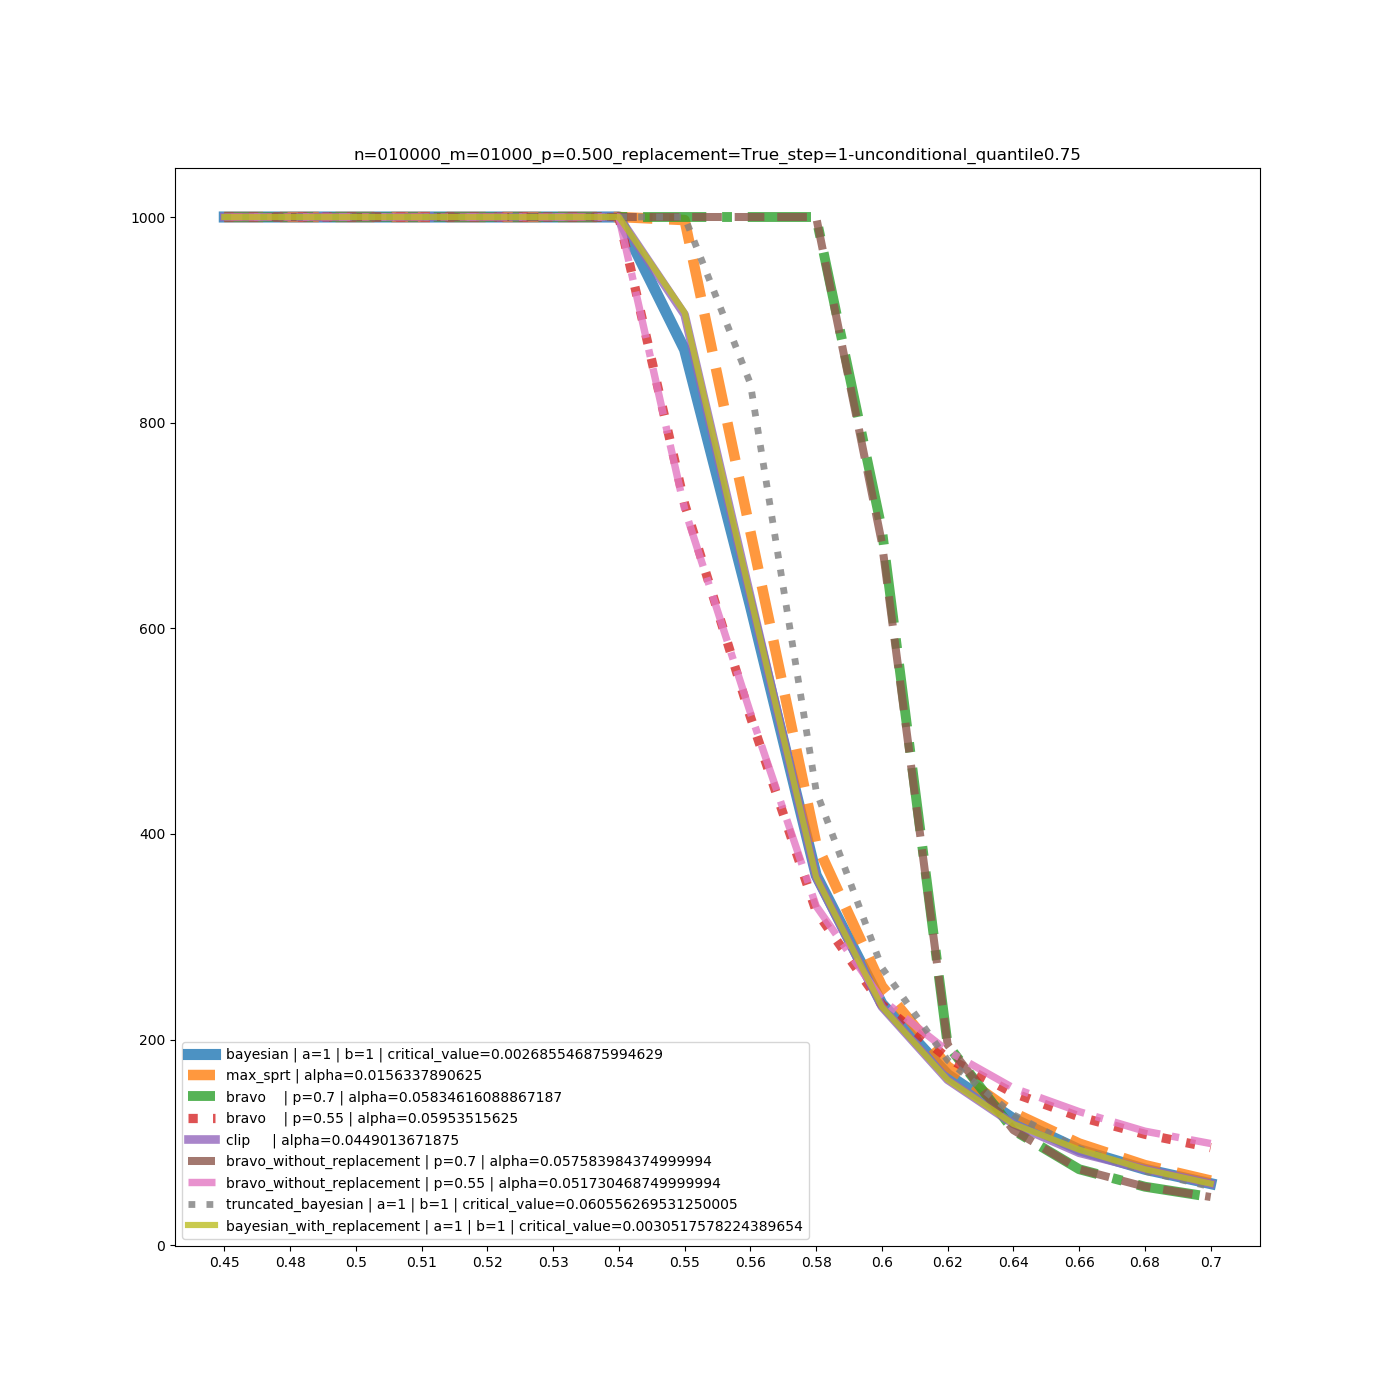 n=010000_m=01000_p=0.500_replacement=True_step=1-unconditional_quantile0.75
1000
800
600
400
200
0
bayesian | a=1 | b=1 | critical_value=0.002685546875994629
max_sprt | alpha=0.0156337890625
bravo    | p=0.7 | alpha=0.05834616088867187
bravo    | p=0.55 | alpha=0.05953515625
clip     | alpha=0.0449013671875
bravo_without_replacement | p=0.7 | alpha=0.057583984374999994
bravo_without_replacement | p=0.55 | alpha=0.051730468749999994
truncated_bayesian | a=1 | b=1 | critical_value=0.060556269531250005
bayesian_with_replacement | a=1 | b=1 | critical_value=0.0030517578224389654
0.45 0.48 0.5 0.51 0.52 0.53 0.54 0.55 0.56 0.58 0.6 0.62 0.64 0.66 0.68 0.7